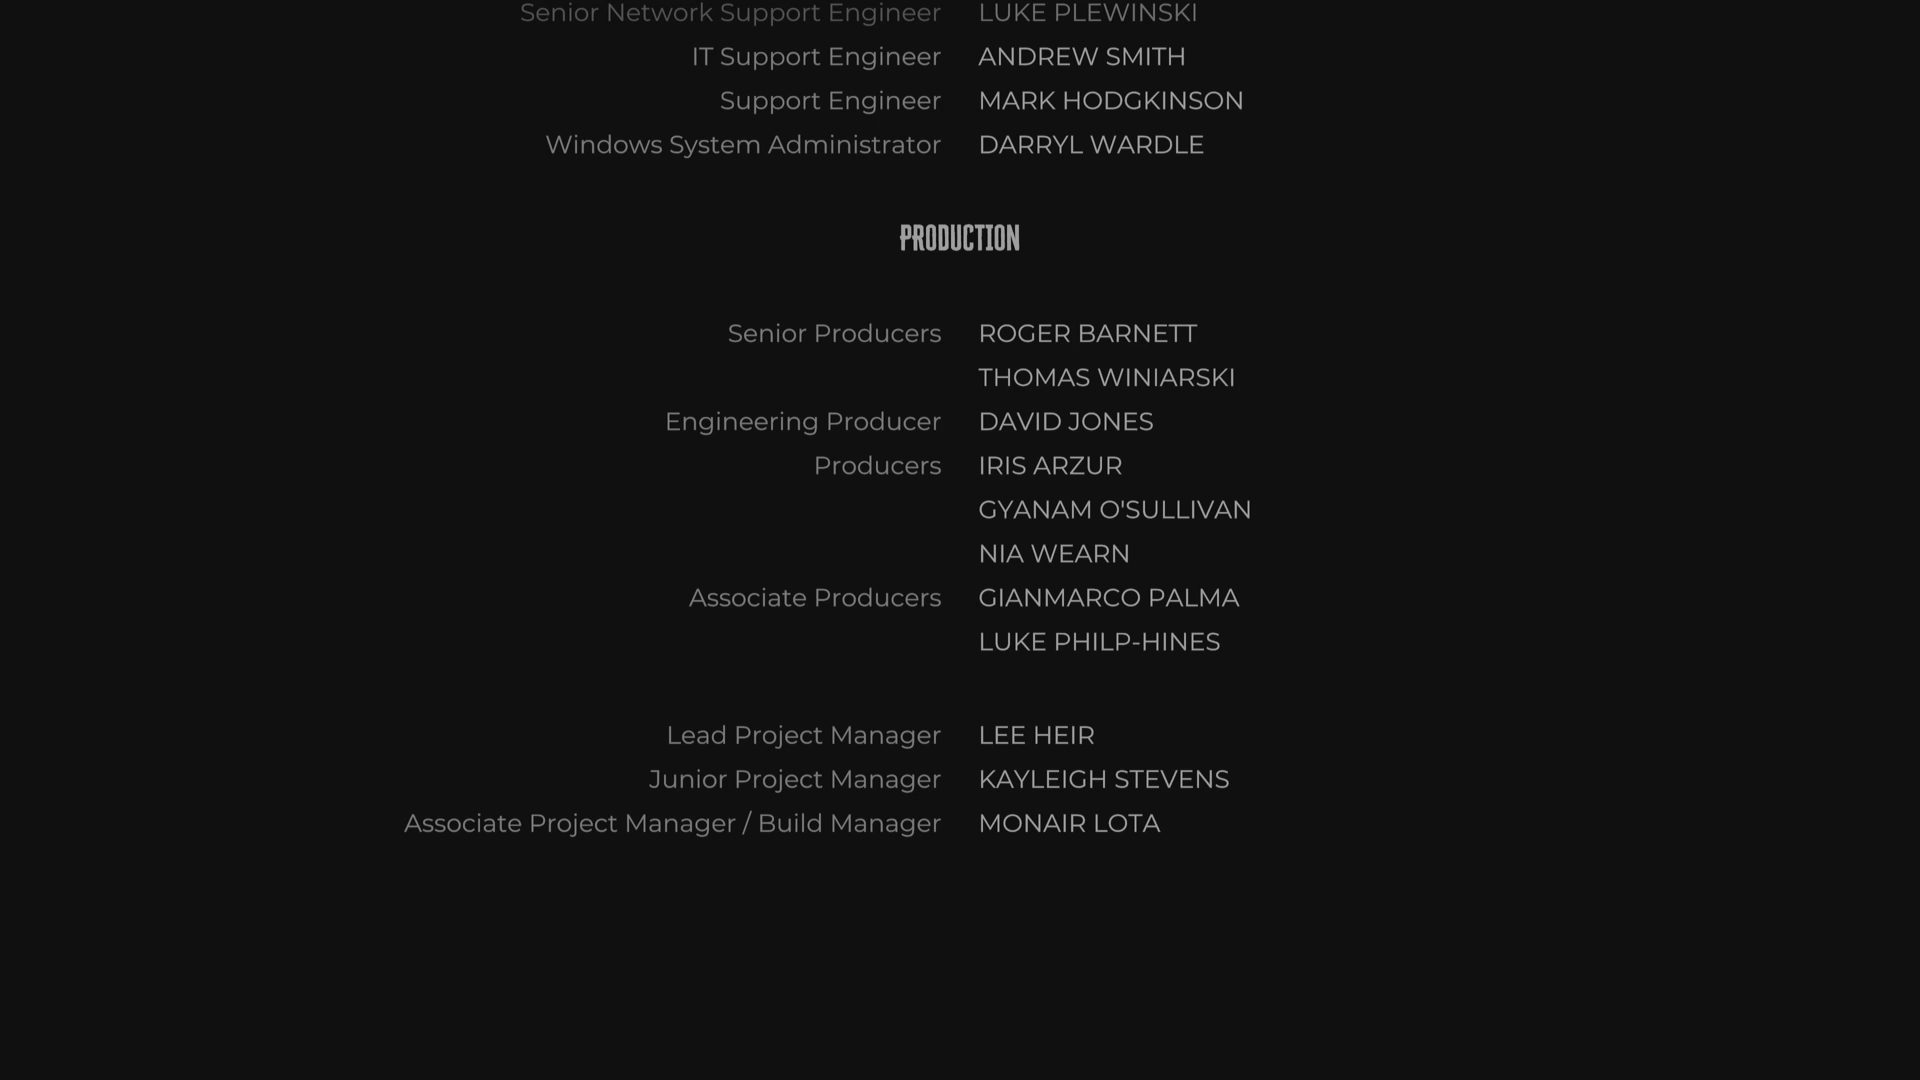 Senior Network Support Engineer LUKE PLEWINSKI
IT Support Engineer ANDREW SMITH
Support Engineer MARK HODGKINSON
Windows System Administrator DARRYL WARDLE
PRODUCTION
Senior Producers ROGER BARNETT
THOMAS WINIARSKI
Engineering Producer DAVID JONES
Producers IRIS ARZUR
GYANAM O'SULLIVAN
NIA WEARN
Associate Producers GIANMARCO PALMA
LUKE PHILP-HINES
Lead Project Manager LEE HEIR
Junior Project Manager KAYLEIGH STEVENS
Associate Project Manager / Build Manager MONAIR LOTA